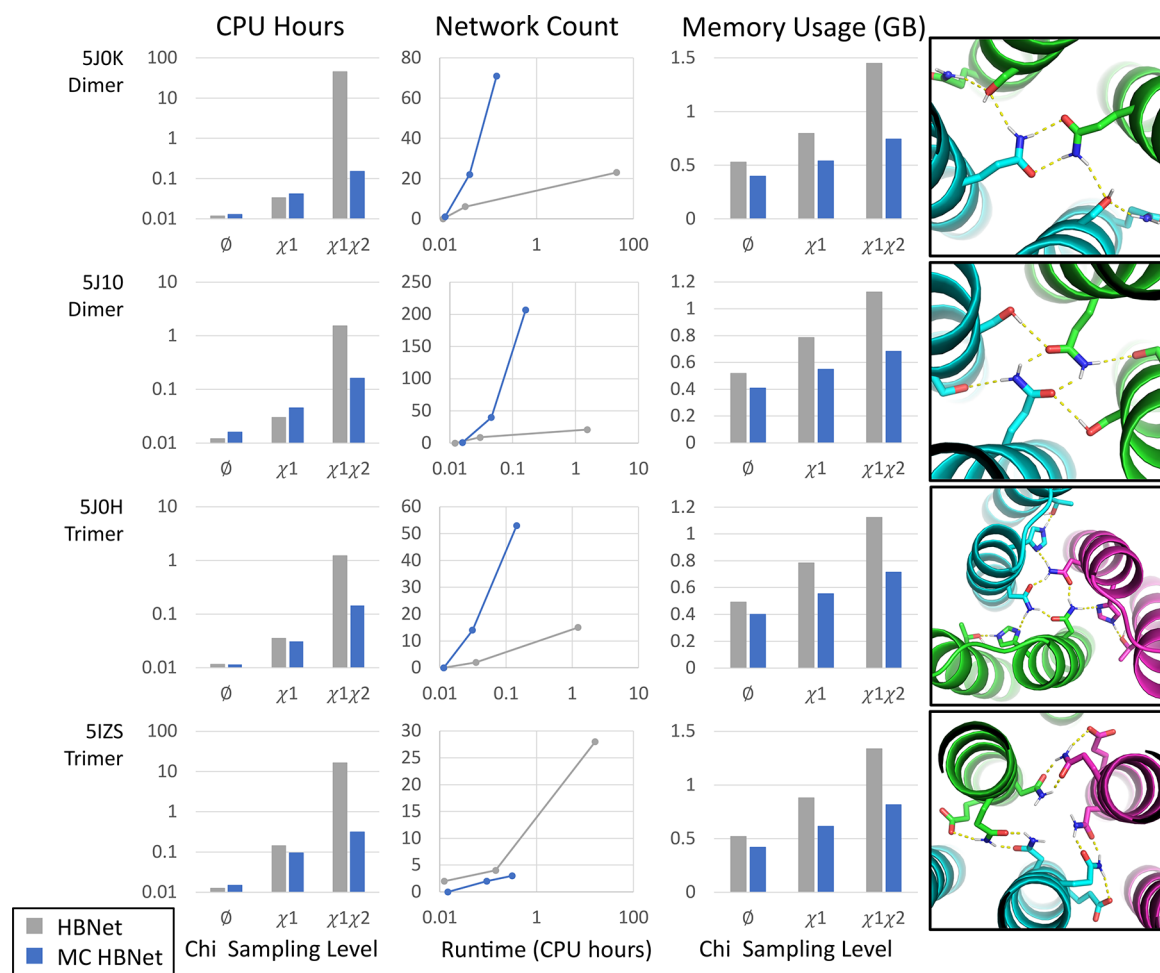 CPU Hours Network Count Memory Usage (GB)
5J0K
Dimer
100
10
1
0.1
0.01
Ø χ1 χ1χ2
80
60
40
20
0
0.01 1 100
1.5
1
0.5
0
Ø χ1 χ1χ2
5J10
Dimer
10
1
0.1
0.01
Ø χ1 χ1χ2
250
200
150
100
50
0
0.01 0.1 1 10
1.2
1
0.8
0.6
0.4
0.2
0
Ø χ1 χ1χ2
5J0H
Trimer
10
1
0.1
0.01
Ø χ1 χ1χ2
60
50
40
30
20
10
0
0.01 0.1 1 10
1.2
1
0.8
0.6
0.4
0.2
0
Ø χ1 χ1χ2
5IZS
Trimer
100
10
1
0.1
0.01
Ø χ1 χ1χ2
30
25
20
15
10
5
0
0.01 1 100
1.5
1
0.5
0
Ø χ1 χ1χ2
HBNet
MC HBNet
Chi Sampling Level Runtime (CPU hours) Chi Sampling Level